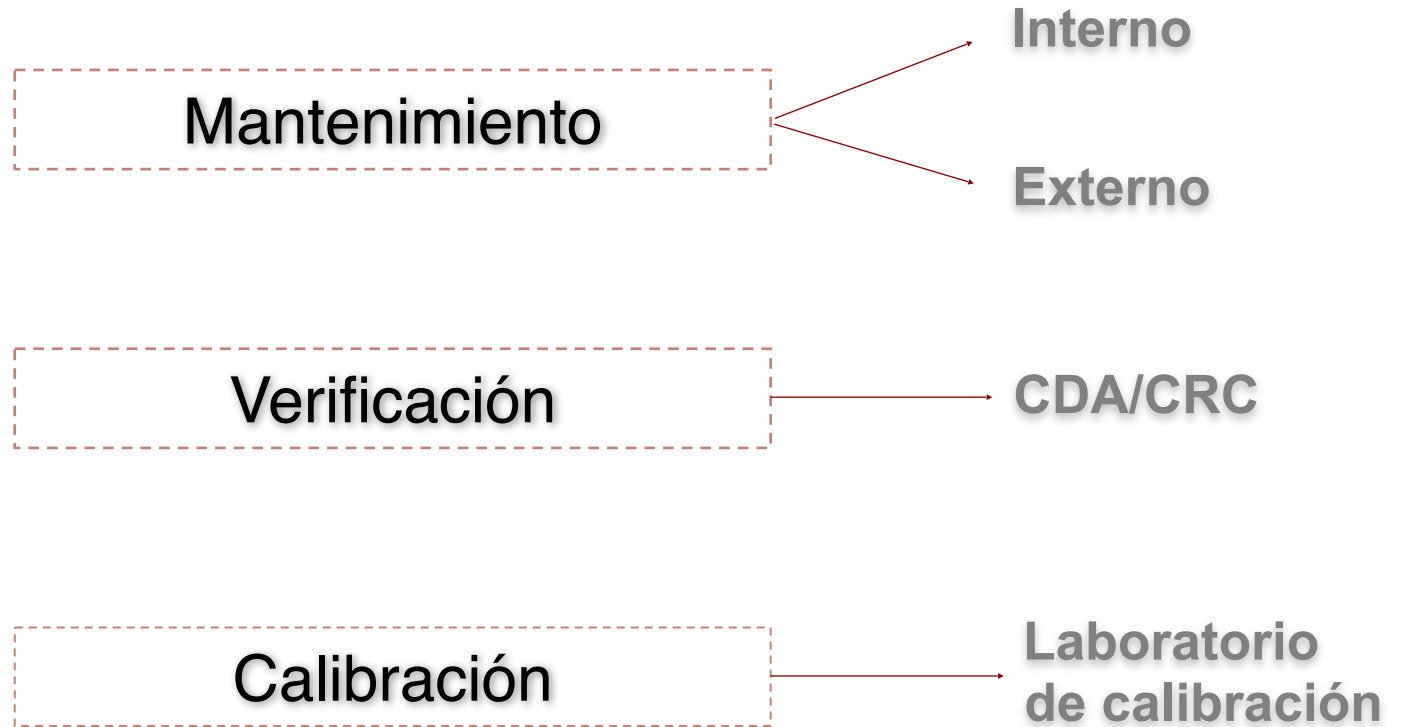 Interno
Mantenimiento
Externo
Verificación
CDA/CRC
Calibración
Laboratorio
de calibración